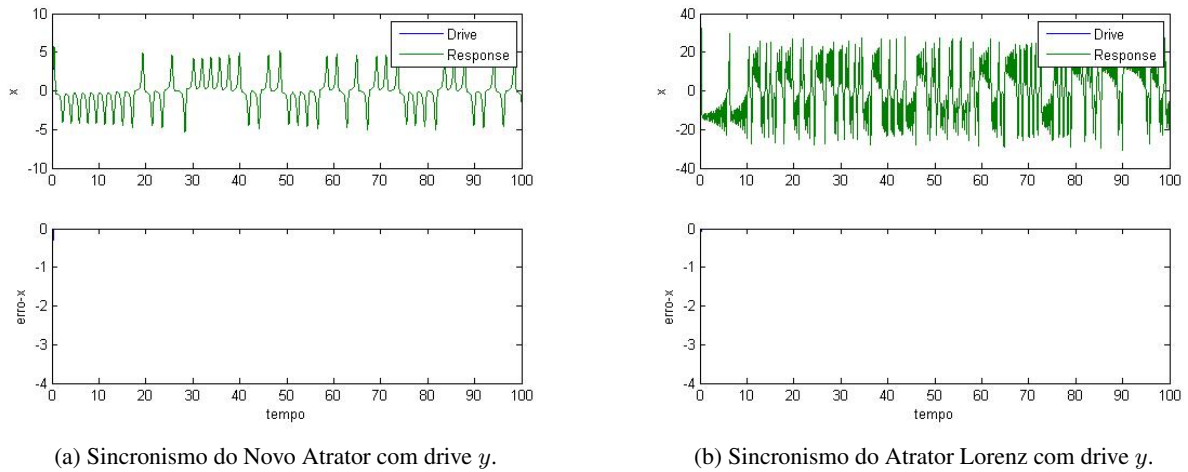 10
5
0
-5
-10
x
Drive
Response
0 10 20 30 40 50 60 70 80 90 100
0
-1
-2
-3
-4
erro-x
0 10 20 30 40 50 60 70 80 90 100
tempo
(a) Sincronismo do Novo Atrator com drive y.
40
20
0
-20
-40
x
Drive
Response
0 10 20 30 40 50 60 70 80 90 100
0
-1
-2
-3
-4
erro-x
0 10 20 30 40 50 60 70 80 90 100
tempo
(b) Sincronismo do Atrator Lorenz com drive y.